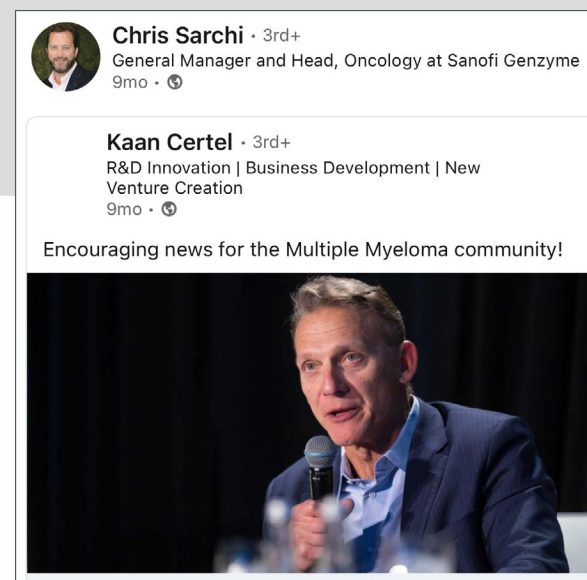 Chris Sarchi · 3rd+
General Manager and Head, Oncology at Sanofi Genzyme
9mo ·
Kaan Certel · 3rd+
R&D Innovation | Business Development | New
Venture Creation
9mo ·
Encouraging news for the Multiple Myeloma community!